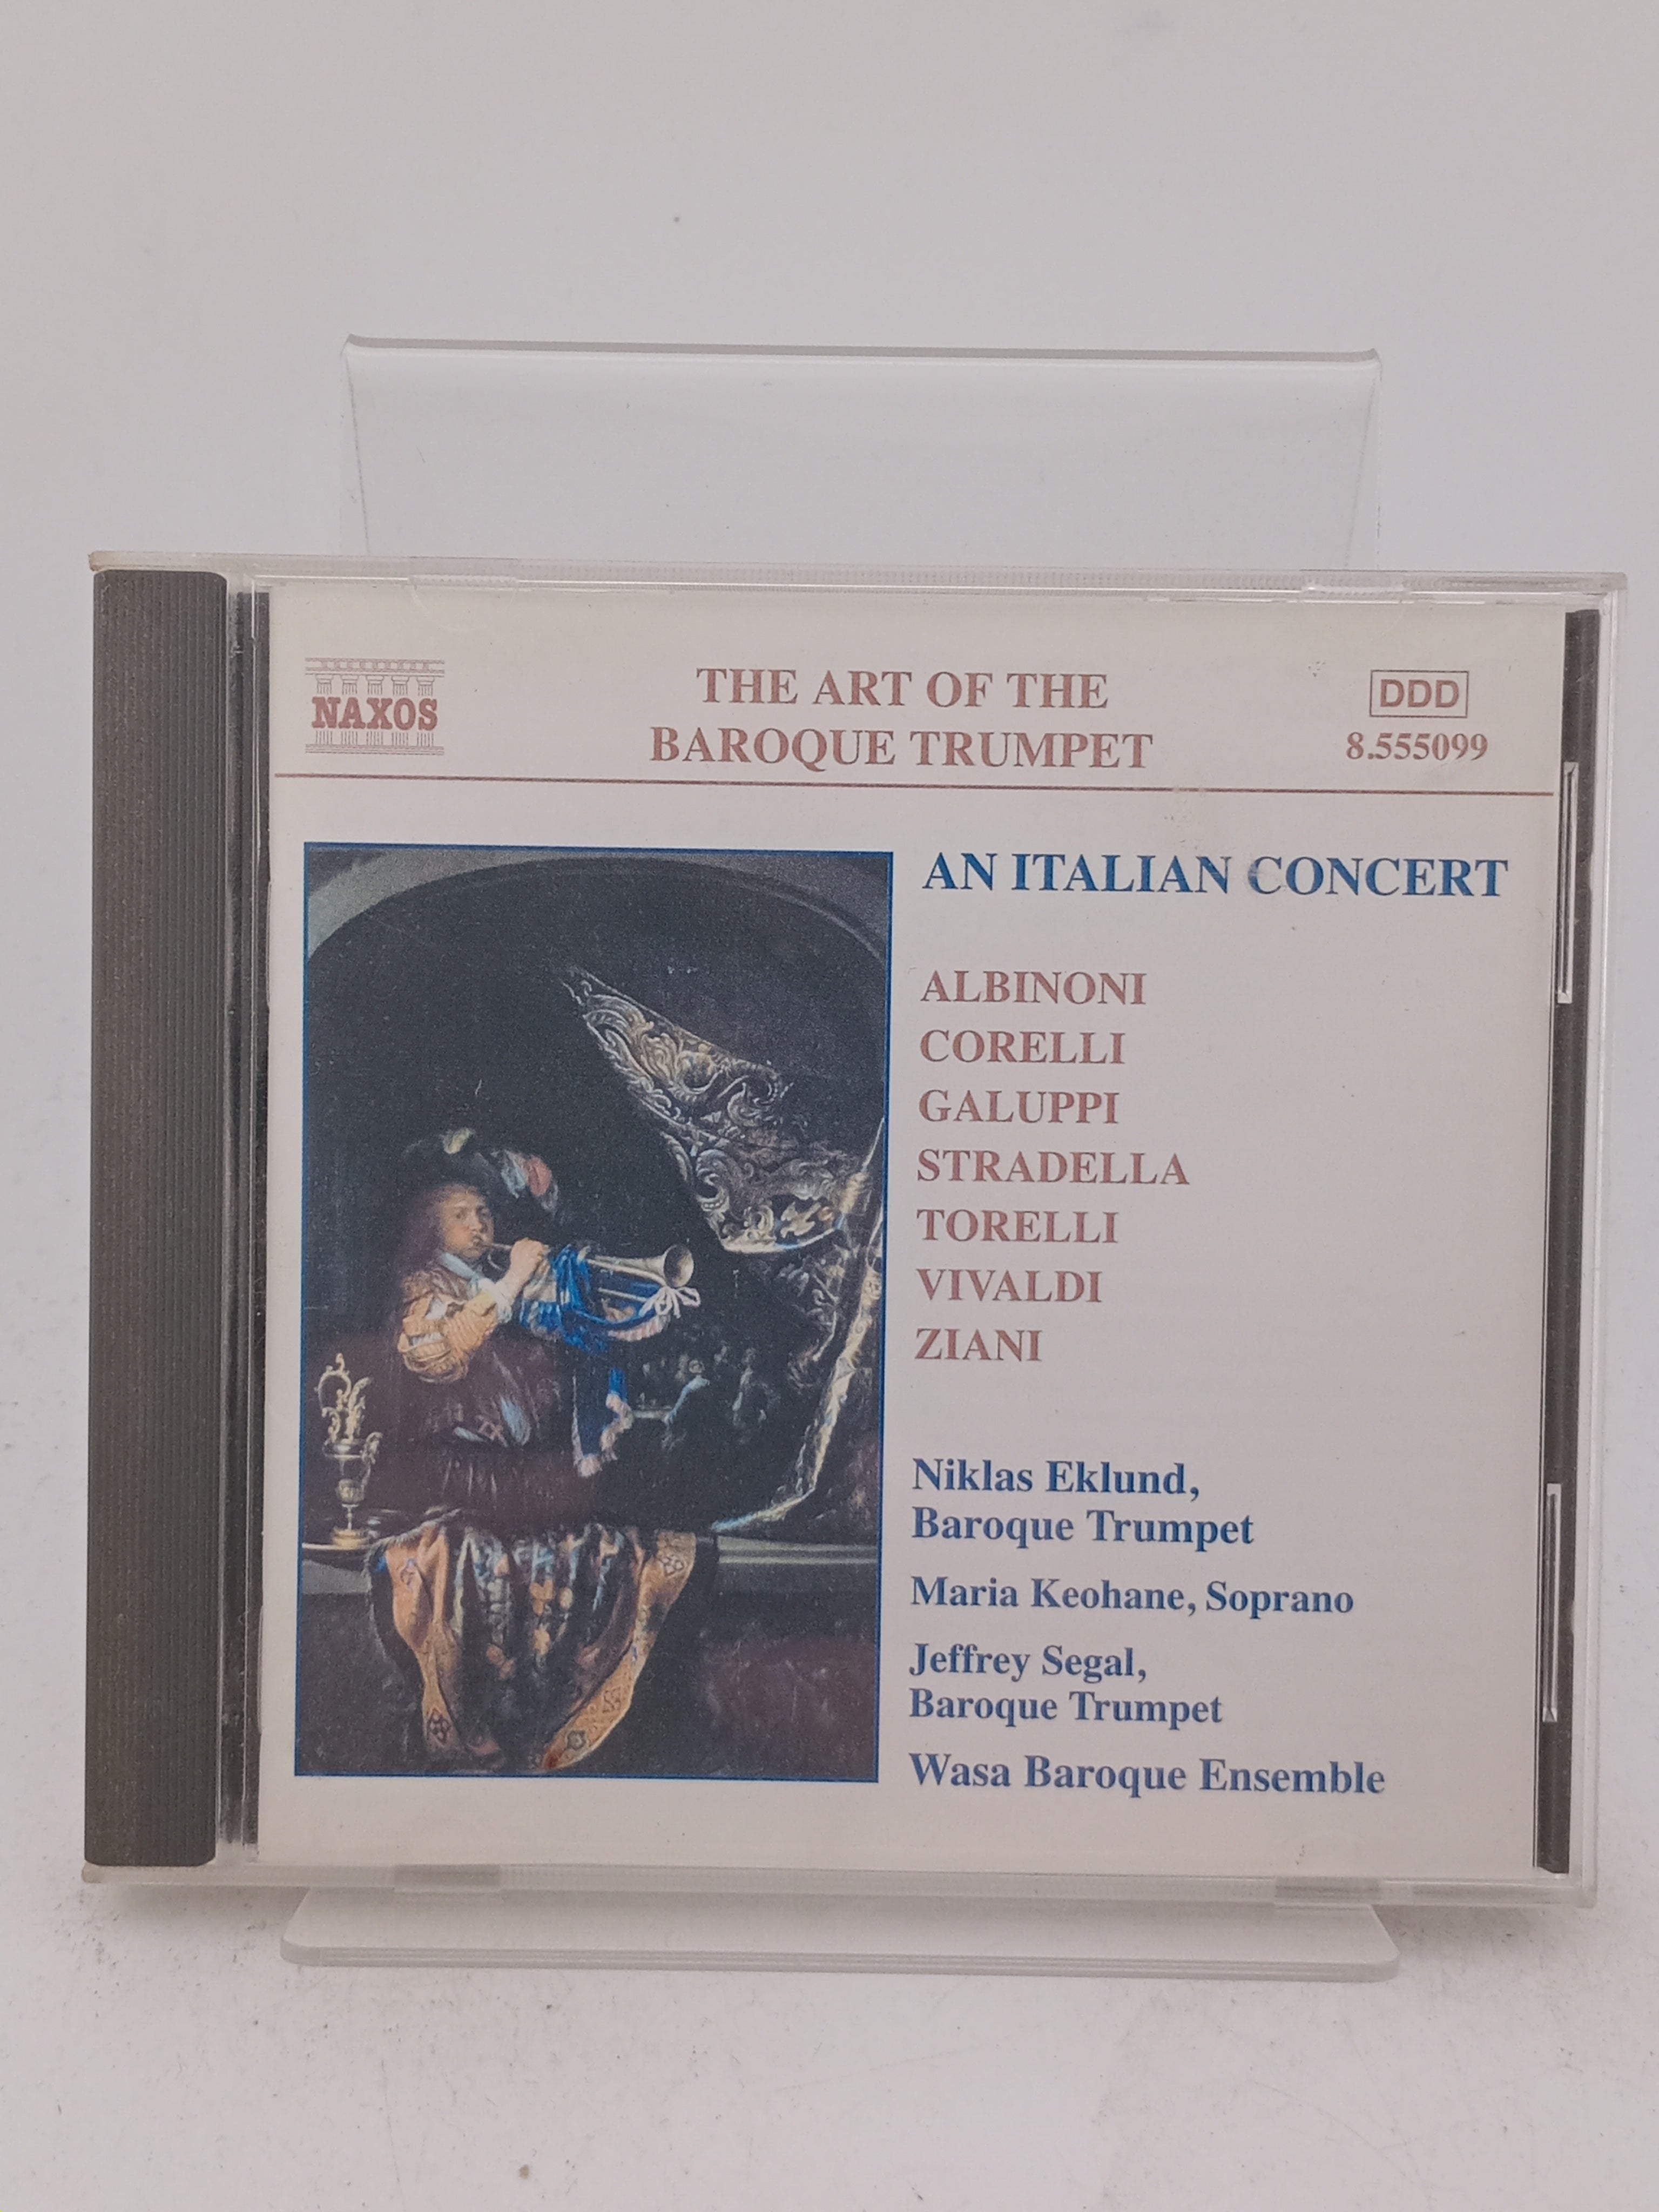 NAXOS
THE ART OF THE
BAROQUE TRUMPET
DDD
8.555099
AN ITALIAN CONCERT
ALBINONI
CORELLI
GALUPPI
STRADELLA
TORELLI
VIVALDI
ZIANI
Niklas Eklund,
Baroque Trumpet
Maria Keohane, Soprano
Jeffrey Segal,
Baroque Trumpet
Wasa Baroque Ensemble